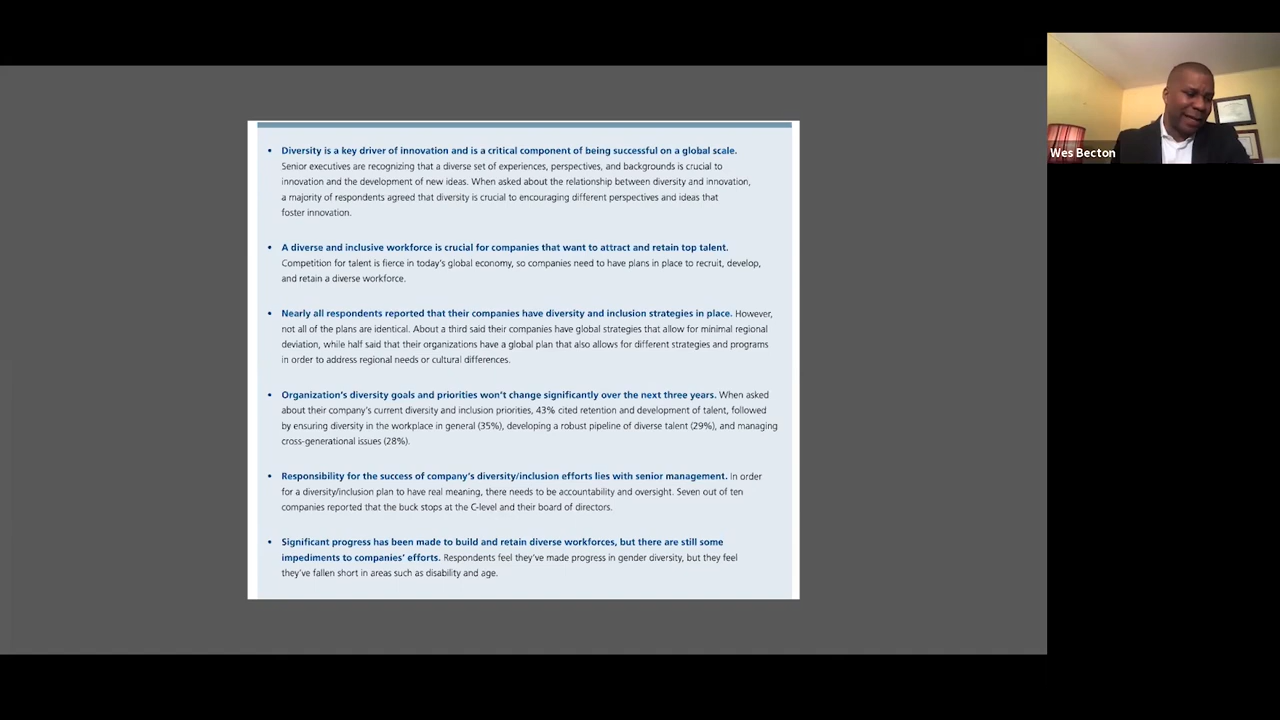 • Diversity is a key driver of innovation and is a critical component of being successful on a global scale.
Senior executives are recognizing that a diverse set of experiences, perspectives, and backgrounds is crucial to
innovation and the development of new ideas. When asked about the relationship between diversity and innovation,
a majority of respondents agreed that diversity is crucial to encouraging different perspectives and ideas that
foster innovation.
• A diverse and inclusive workforce is crucial for companies that want to attract and retain top talent.
Competition for talent is fierce in today's global economy, so companies need to have plans in place to recruit, develop,
and retain a diverse workforce.
• Nearly all respondents reported that their companies have diversity and inclusion strategies in place. However,
not all of the plans are identical. About a third said their companies have global strategies that allow for minimal regional
deviation, while half said that their organizations have a global plan that also allows for different strategies and programs
in order to address regional needs or cultural differences.
• Organization's diversity goals and priorities won't change significantly over the next three years. When asked
about their company's current diversity and inclusion priorities, 43% cited retention and development of talent, followed
by ensuring diversity in the workplace in general (35%), developing a robust pipeline of diverse talent (29%), and managing
cross-generational issues (28%).
• Responsibility for the success of company's diversity/inclusion efforts lies with senior management. In order
for a diversity/inclusion plan to have real meaning, there needs to be accountability and oversight. Seven out of ten
companies reported that the buck stops at the C-level and their board of directors.
• Significant progress has been made to build and retain diverse workforces, but there are still some
impediments to companies' efforts. Respondents feel they've made progress in gender diversity, but they feel
they've fallen short in areas such as disability and age.
Wes Becton